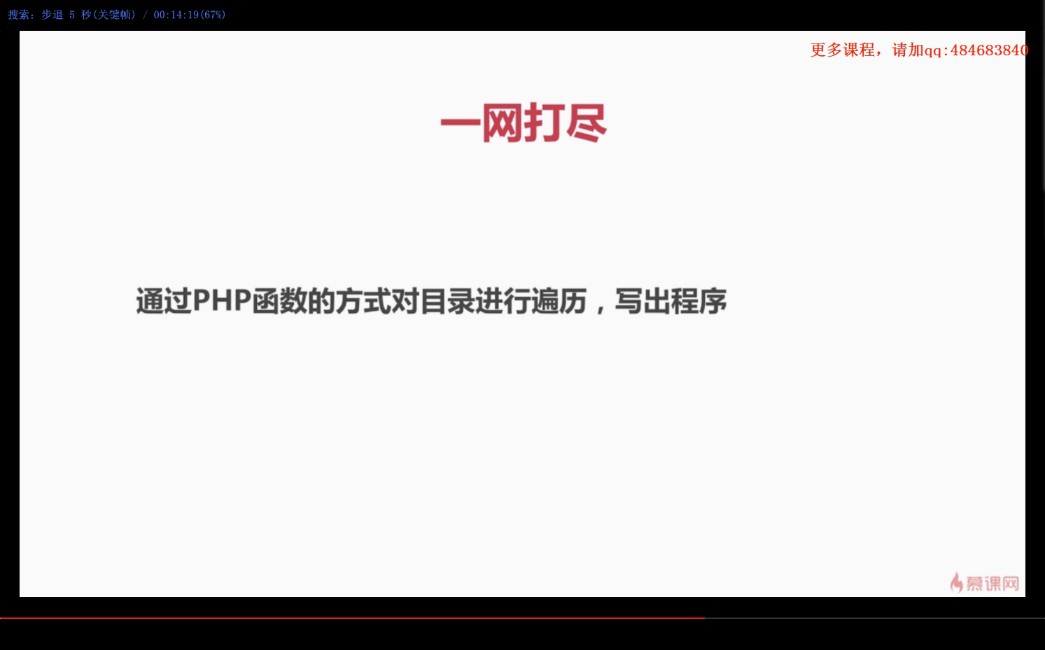 搜索: 步退 5 秒(关键帧) / 00:14:19(67%)
更多课程，请加qq:484683840
一网打尽
通过PHP函数的方式对目录进行遍历，写出程序
慕课网